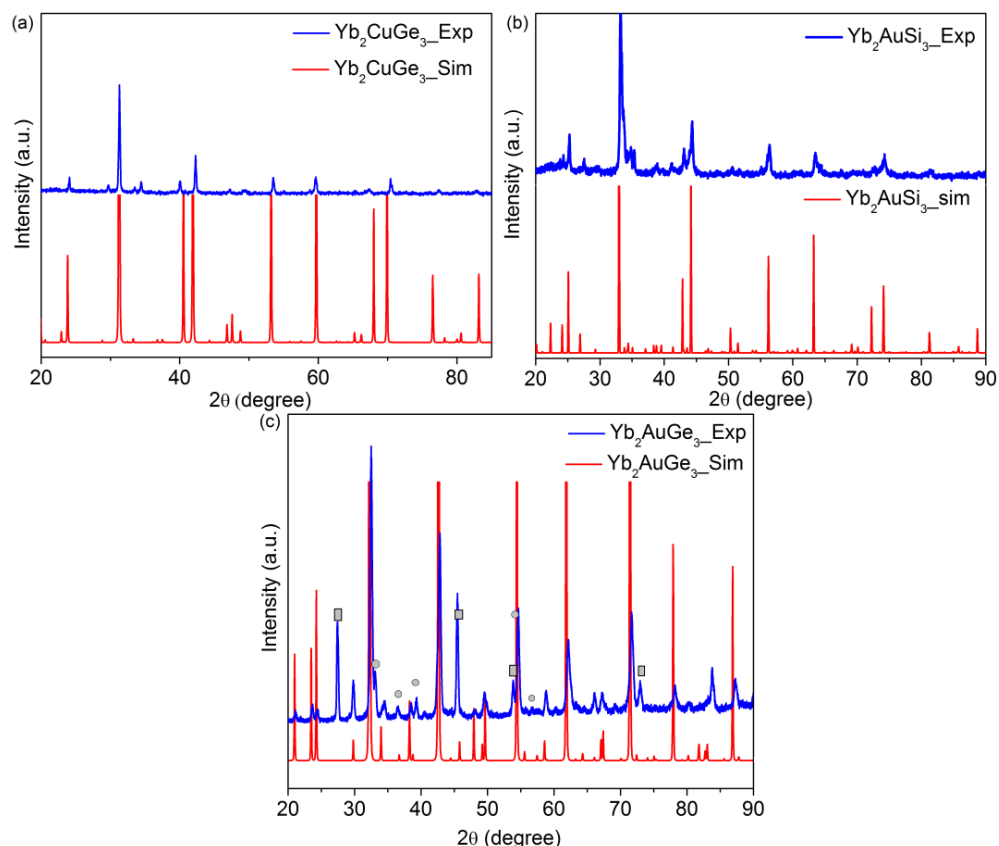 (a)
Yb₂CuGe₃_Exp
Yb₂CuGe₃_Sim
Intensity (a.u.)
20 40 60 80
2θ (degree)
(b)
Yb₂AuSi₃_Exp
Yb₂AuSi₃_sim
Intensity (a.u.)
20 30 40 50 60 70 80 90
2θ (degree)
(c)
Yb₂AuGe₃_Exp
Yb₂AuGe₃_Sim
Intensity (a.u.)
20 30 40 50 60 70 80 90
2θ (degree)